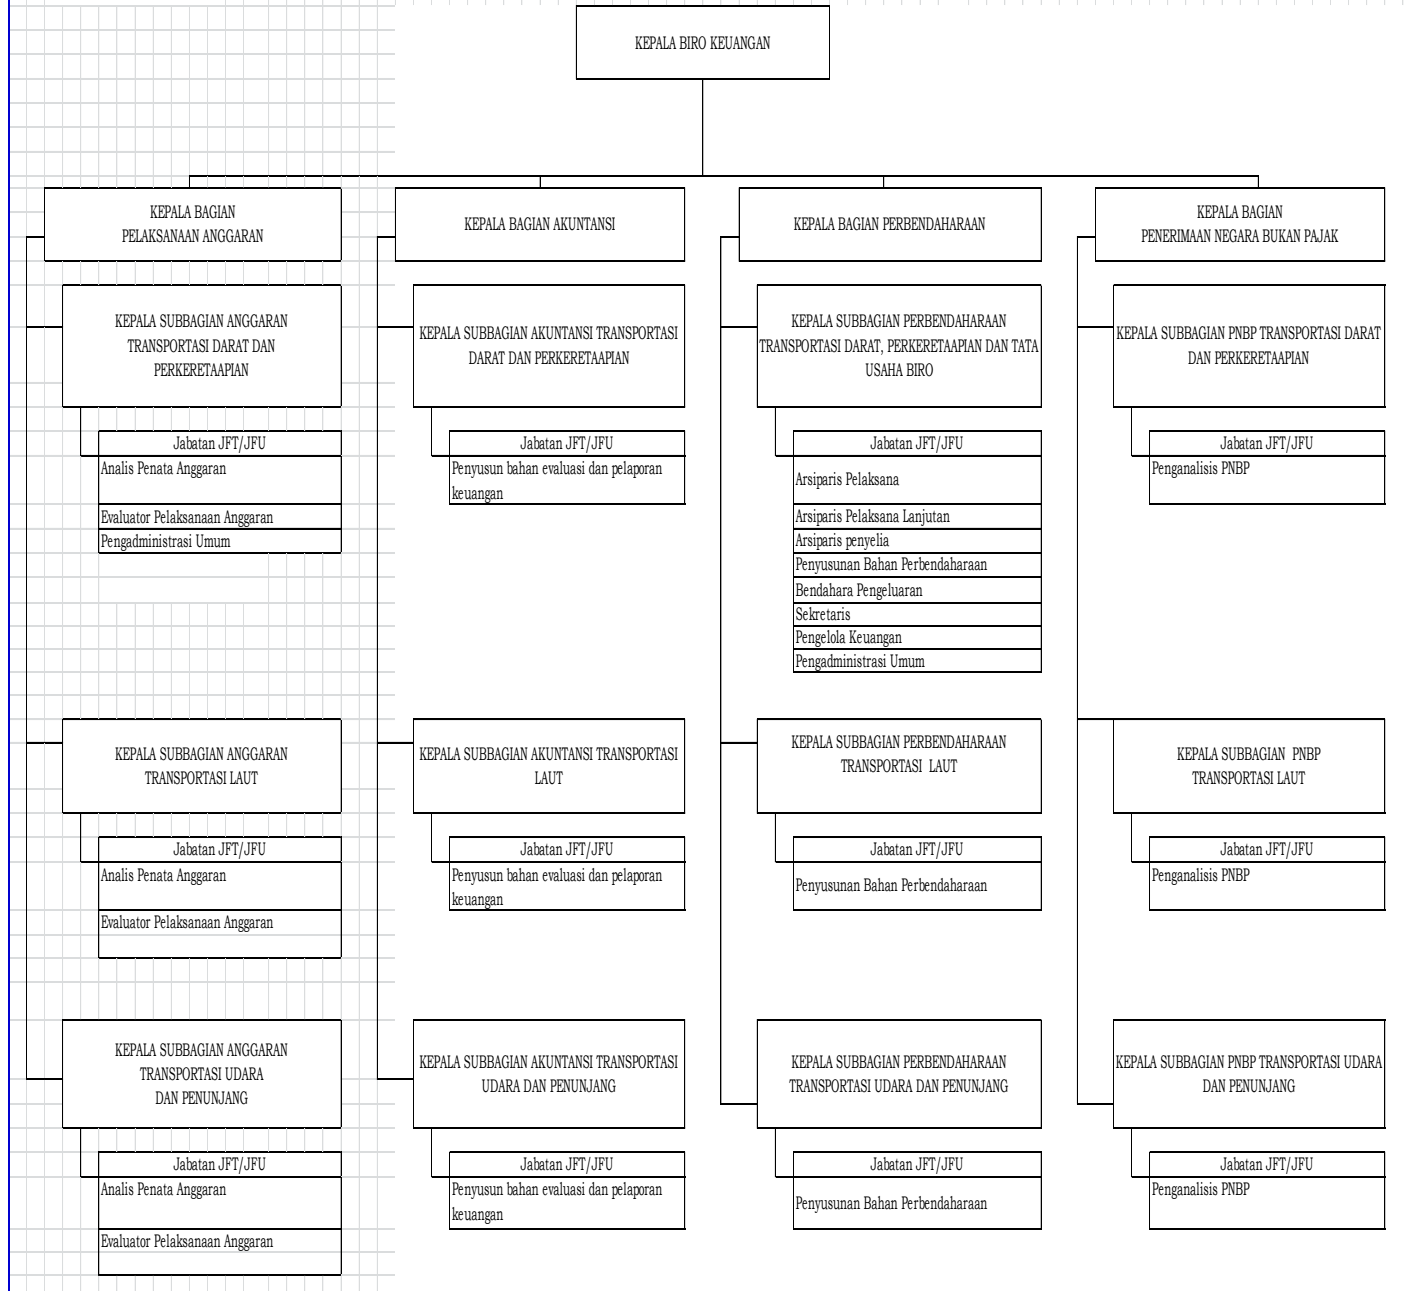 KEPALA BIRO KEUANGAN
KEPALA BAGIAN
PELAKSANAAN ANGGARAN
KEPALA SUBBAGIAN ANGGARAN
TRANSPORTASI DARAT DAN
PERKERETAAPIAN
Jabatan JFT/JFU
Analis Penata Anggaran
Evaluator Pelaksanaan Anggaran
Pengadministrasi Umum
KEPALA SUBBAGIAN ANGGARAN
TRANSPORTASI LAUT
Jabatan JFT/JFU
Analis Penata Anggaran
Evaluator Pelaksanaan Anggaran
KEPALA SUBBAGIAN ANGGARAN
TRANSPORTASI UDARA
DAN PENUNJANG
Jabatan JFT/JFU
Analis Penata Anggaran
Evaluator Pelaksanaan Anggaran
KEPALA BAGIAN AKUNTANSI
KEPALA SUBBAGIAN AKUNTANSI TRANSPORTASI
DARAT DAN PERKERETAAPIAN
Jabatan JFT/JFU
Penyusun bahan evaluasi dan pelaporan
keuangan
KEPALA SUBBAGIAN AKUNTANSI TRANSPORTASI
LAUT
Jabatan JFT/JFU
Penyusun bahan evaluasi dan pelaporan
keuangan
KEPALA SUBBAGIAN AKUNTANSI TRANSPORTASI
UDARA DAN PENUNJANG
Jabatan JFT/JFU
Penyusun bahan evaluasi dan pelaporan
keuangan
KEPALA BAGIAN PERBENDAHARAAN
KEPALA SUBBAGIAN PERBENDAHARAAN
TRANSPORTASI DARAT, PERKERETAAPIAN DAN TATA
USAHA BIRO
Jabatan JFT/JFU
Arsiparis Pelaksana
Arsiparis Pelaksana Lanjutan
Arsiparis penyelia
Penyusunan Bahan Perbendaharaan
Bendahara Pengeluaran
Sekretaris
Pengelola Keuangan
Pengadministrasi Umum
KEPALA SUBBAGIAN PERBENDAHARAAN
TRANSPORTASI LAUT
Jabatan JFT/JFU
Penyusunan Bahan Perbendaharaan
KEPALA SUBBAGIAN PERBENDAHARAAN
TRANSPORTASI UDARA DAN PENUNJANG
Jabatan JFT/JFU
Penyusunan Bahan Perbendaharaan
KEPALA BAGIAN
PENERIMAAN NEGARA BUKAN PAJAK
KEPALA SUBBAGIAN PNBP TRANSPORTASI DARAT
DAN PERKERETAAPIAN
Jabatan JFT/JFU
Penganalisis PNBP
KEPALA SUBBAGIAN PNBP
TRANSPORTASI LAUT
Jabatan JFT/JFU
Penganalisis PNBP
KEPALA SUBBAGIAN PNBP TRANSPORTASI UDARA
DAN PENUNJANG
Jabatan JFT/JFU
Penganalisis PNBP